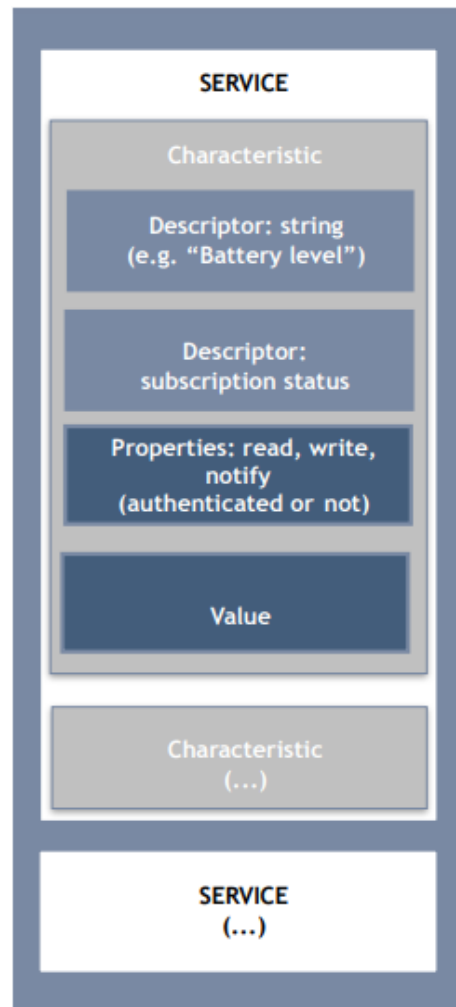 SERVICE
Characteristic
Descriptor: string
(e.g. “Battery level”)
Descriptor:
subscription status
Properties: read, write,
notify
(authenticated or not)
Value
Characteristic
(...)
SERVICE
(...)